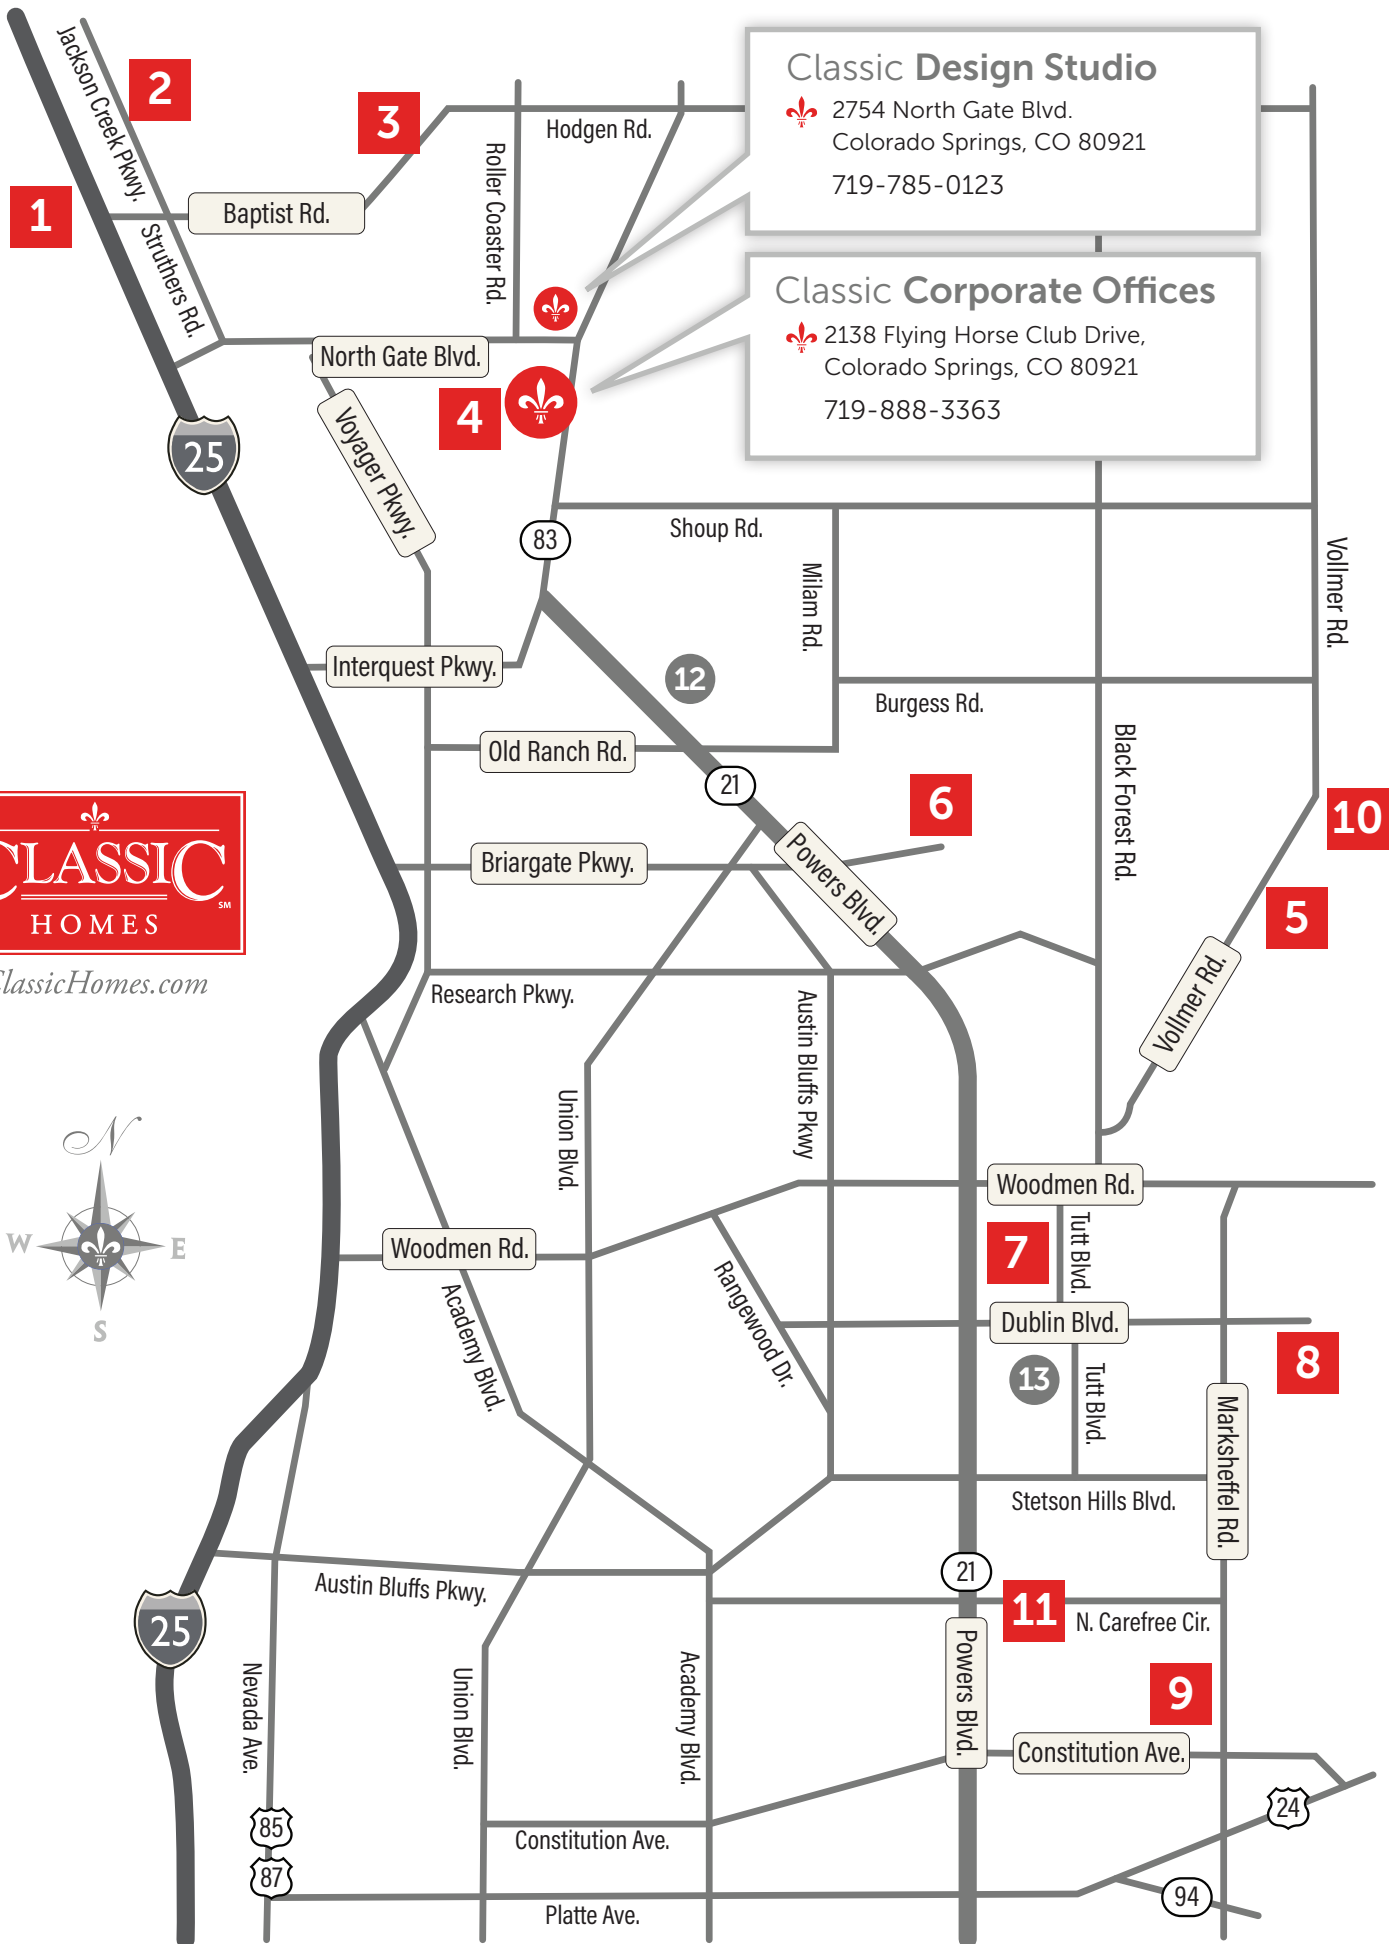 Jackson Creek Pkwy.
2
3
Hodgen Rd.
Classic Design Studio
2754 North Gate Blvd.
Colorado Springs, CO 80921
719-785-0123
1
Baptist Rd.
Roller Coaster Rd.
Struthers Rd.
Classic Corporate Offices
2138 Flying Horse Club Drive,
Colorado Springs, CO 80921
719-888-3363
North Gate Blvd.
4
Voyager Pkwy.
25
83
Shoup Rd.
Milam Rd.
Vollmer Rd.
Interquest Pkwy.
12
Burgess Rd.
Old Ranch Rd.
21
Black Forest Rd.
6
10
CLASSIC
SM
HOMES
ClassicHomes.com
Briargate Pkwy.
Powers Blvd.
5
Vollmer Rd.
Research Pkwy.
Austin Bluffs Pkwy
Union Blvd.
N
W
E
S
Woodmen Rd.
Woodmen Rd.
7
Tutt Blvd.
Rangewood Dr.
Academy Blvd.
Dublin Blvd.
8
13
Tutt Blvd.
Marksheffel Rd.
Stetson Hills Blvd.
21
Austin Bluffs Pkwy.
25
11
N. Carefree Cir.
Nevada Ave.
Union Blvd.
Academy Blvd.
Powers Blvd.
9
Constitution Ave.
24
85
87
Constitution Ave.
94
Platte Ave.